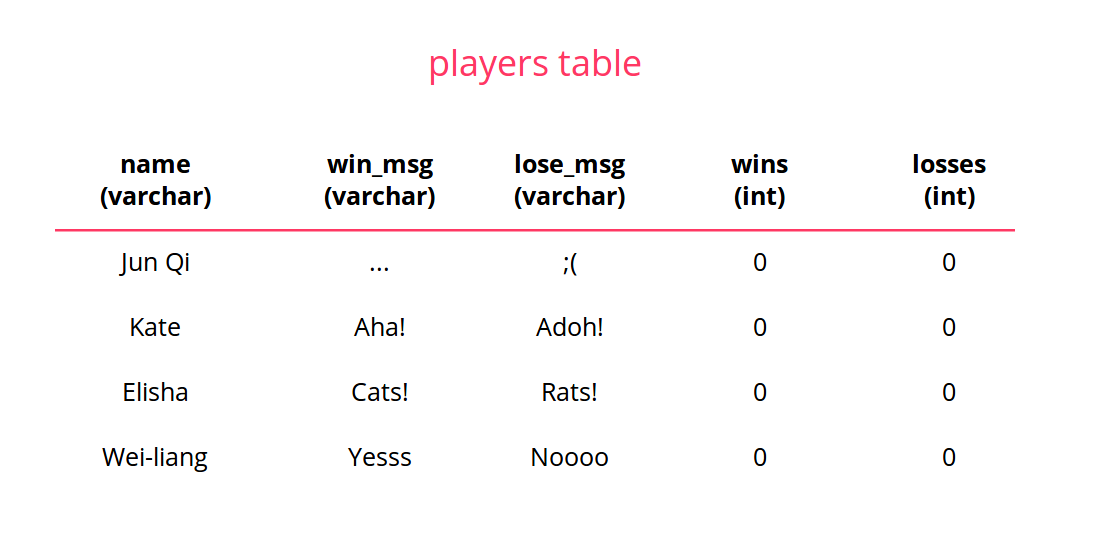 players table
name win_msg lose_msg wins losses
(varchar) (varchar) (varchar) (int) (int)
Jun Qi ... ;( 0 0
Kate Aha! Adoh! 0 0
Elisha Cats! Rats! 0 0
Wei-liang Yesss Noooo 0 0